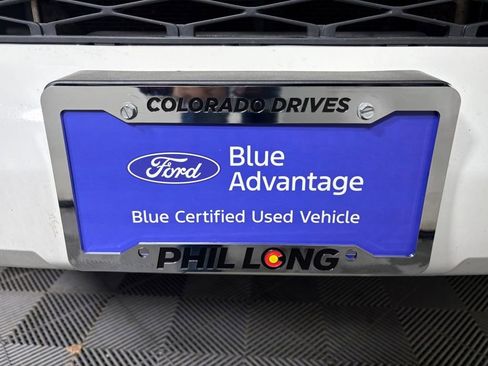 COLORADO DRIVES
Ford
Blue
Advantage
Blue Certified Used Vehicle
PHIL LONG